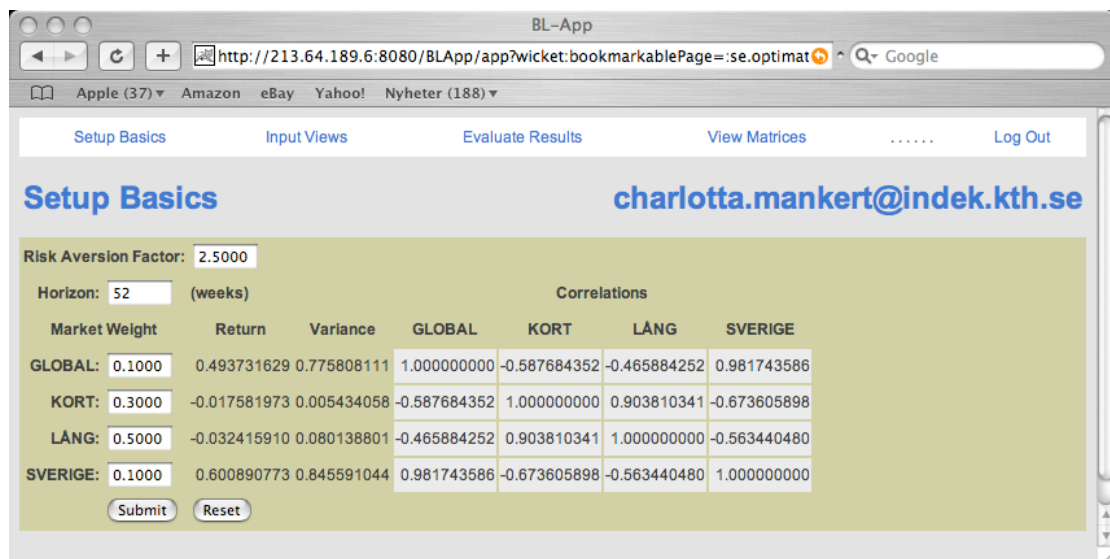 BL-App
http://213.64.189.6:8080/BLApp/app?wicket:bookmarkablePage=:se.optimat Google
Apple (37) Amazon eBay Yahoo! Nyheter (188)
Setup Basics Input Views Evaluate Results View Matrices ...... Log Out
Setup Basics charlotta.mankert@indek.kth.se
Risk Aversion Factor: 2.5000
Horizon: 52 (weeks) Correlations
Market Weight Return Variance GLOBAL KORT LÅNG SVERIGE
GLOBAL: 0.1000 0.493731629 0.775808111 1.000000000 -0.587684352 -0.465884252 0.981743586
KORT: 0.3000 -0.017581973 0.005434058 -0.587684352 1.000000000 0.903810341 -0.673605898
LÅNG: 0.5000 -0.032415910 0.080138801 -0.465884252 0.903810341 1.000000000 -0.563440480
SVERIGE: 0.1000 0.600890773 0.845591044 0.981743586 -0.673605898 -0.563440480 1.000000000
Submit Reset